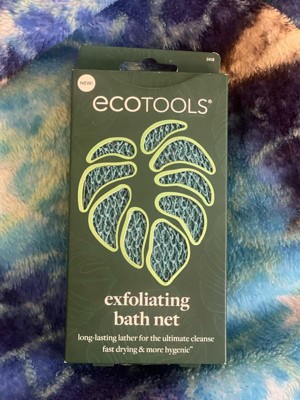 NEW!
ecoTOOLS®
exfoliating
bath net
long-lasting lather for the ultimate cleanse
fast drying & more hygenic*